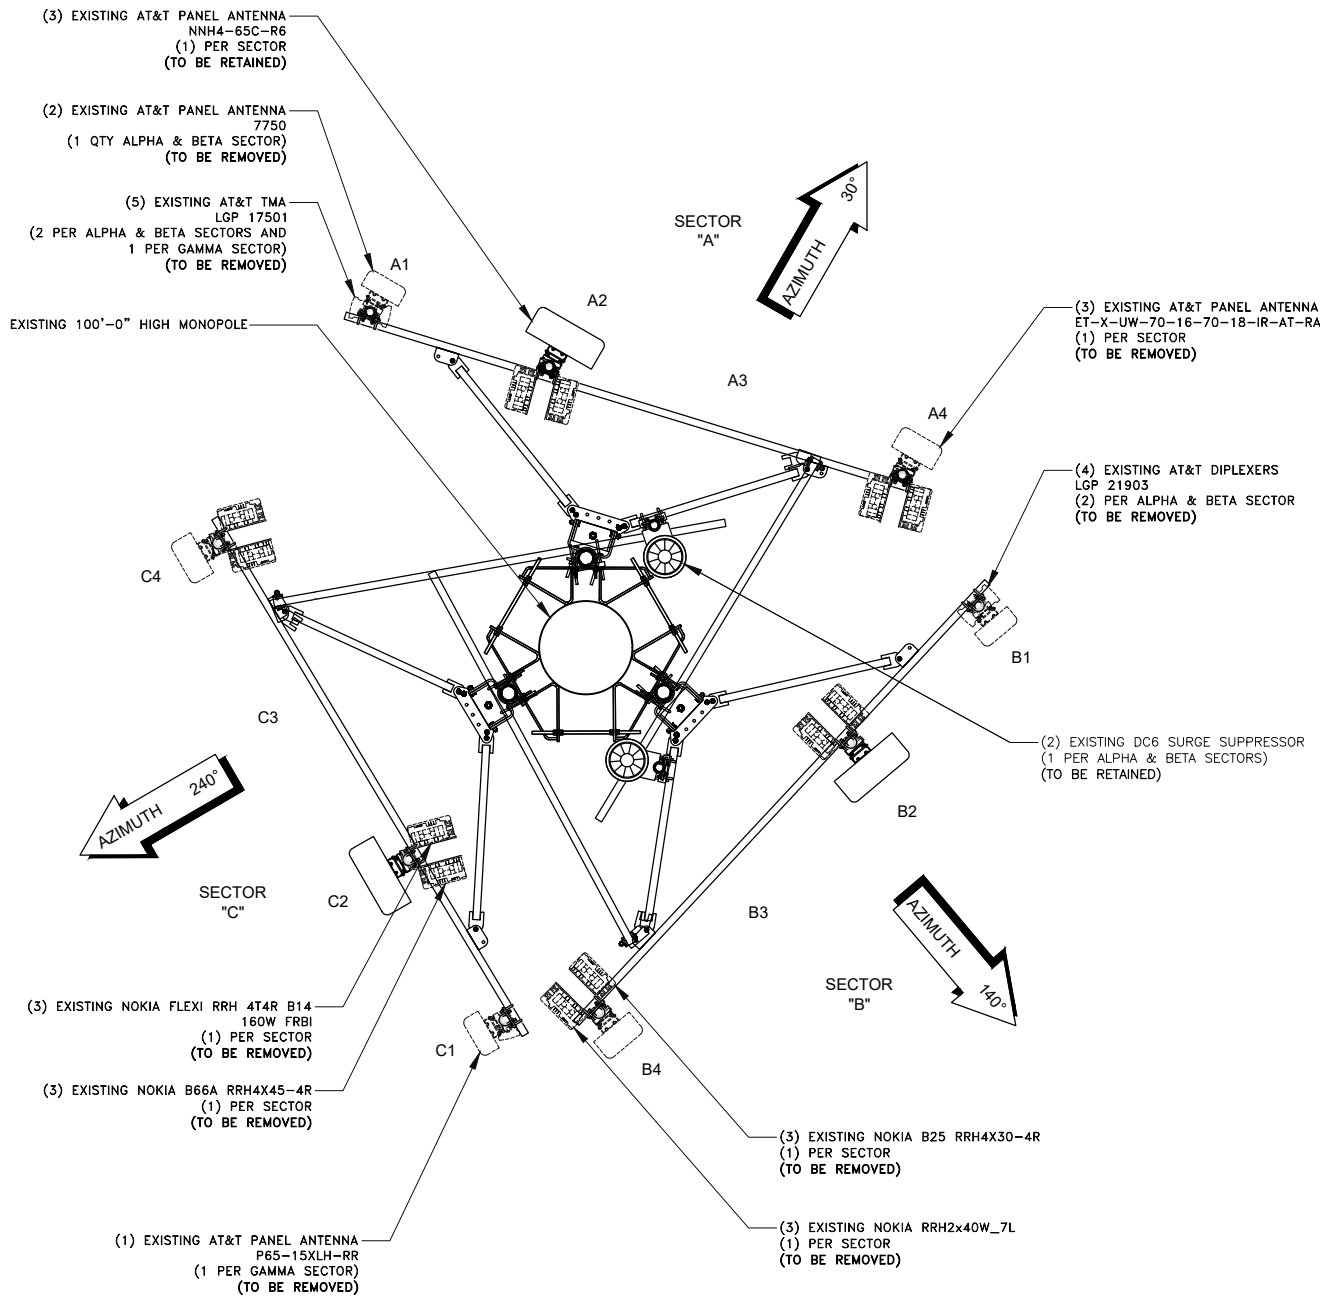 (3) EXISTING AT&T PANEL ANTENNA
NNH4-65C-R6
(1) PER SECTOR
(TO BE RETAINED)
(2) EXISTING AT&T PANEL ANTENNA
7750
(1 QTY ALPHA & BETA SECTOR)
(TO BE REMOVED)
(5) EXISTING AT&T TMA
LGP 17501
(2 PER ALPHA & BETA SECTORS AND
1 PER GAMMA SECTOR)
(TO BE REMOVED)
EXISTING 100'-0" HIGH MONOPOLE
SECTOR
"A"
AZIMUTH 30°
A1
A2
A3
A4
(3) EXISTING AT&T PANEL ANTENNA
ET-X-UW-70-16-70-18-IR-AT-RA
(1) PER SECTOR
(TO BE REMOVED)
(4) EXISTING AT&T DIPLEXERS
LGP 21903
(2) PER ALPHA & BETA SECTOR
(TO BE REMOVED)
C4
B1
C3
(2) EXISTING DC6 SURGE SUPPRESSOR
(1 PER ALPHA & BETA SECTORS)
(TO BE RETAINED)
AZIMUTH 240°
B2
SECTOR
"C"
C2
B3
AZIMUTH 140°
SECTOR
"B"
C1
B4
(3) EXISTING NOKIA FLEXI RRH 4T4R B14
160W FRBI
(1) PER SECTOR
(TO BE REMOVED)
(3) EXISTING NOKIA B66A RRH4X45-4R
(1) PER SECTOR
(TO BE REMOVED)
(3) EXISTING NOKIA B25 RRH4X30-4R
(1) PER SECTOR
(TO BE REMOVED)
(3) EXISTING NOKIA RRH2x40W_7L
(1) PER SECTOR
(TO BE REMOVED)
(1) EXISTING AT&T PANEL ANTENNA
P65-15XLH-RR
(1 PER GAMMA SECTOR)
(TO BE REMOVED)